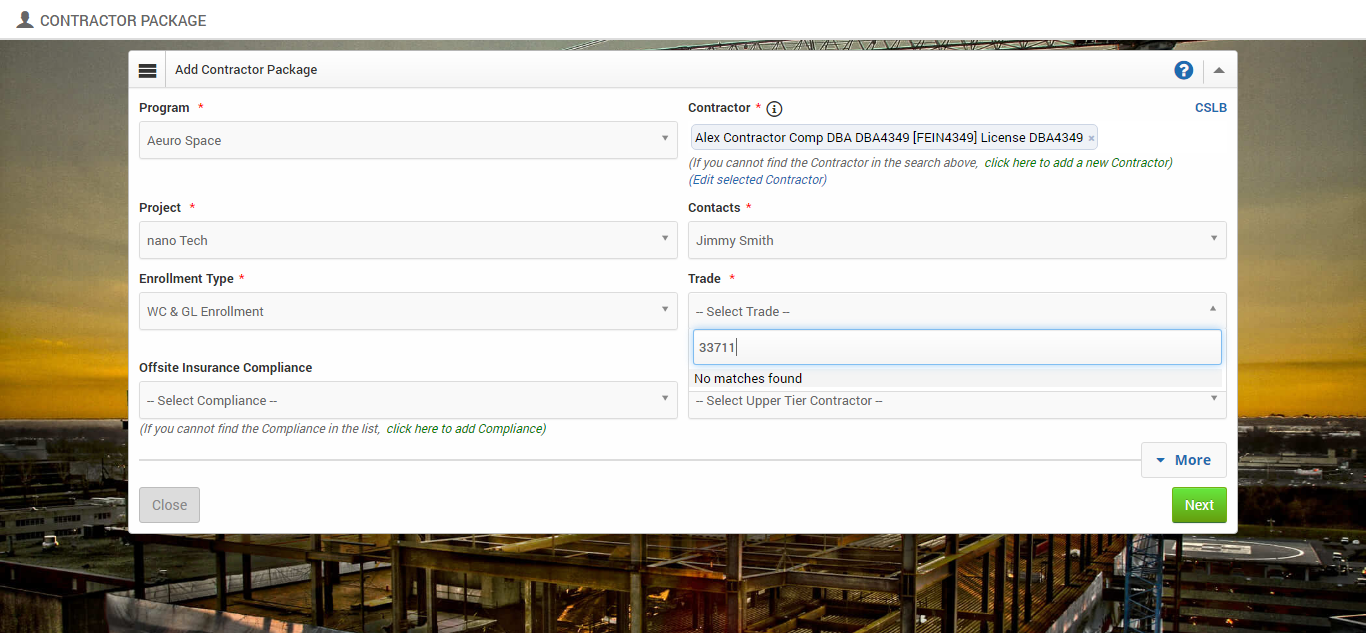 CONTRACTOR PACKAGE
Add Contractor Package
?
Program *
Contractor * i
CSLB
Aeuro Space
Alex Contractor Comp DBA DBA4349 [FEIN4349] License DBA4349 ×
(If you cannot find the Contractor in the search above, click here to add a new Contractor)
(Edit selected Contractor)
Project *
Contacts *
nano Tech
Jimmy Smith
Enrollment Type *
Trade *
WC & GL Enrollment
-- Select Trade --
33711
Offsite Insurance Compliance
No matches found
-- Select Compliance --
-- Select Upper Tier Contractor --
(If you cannot find the Compliance in the list, click here to add Compliance)
More
Close
Next